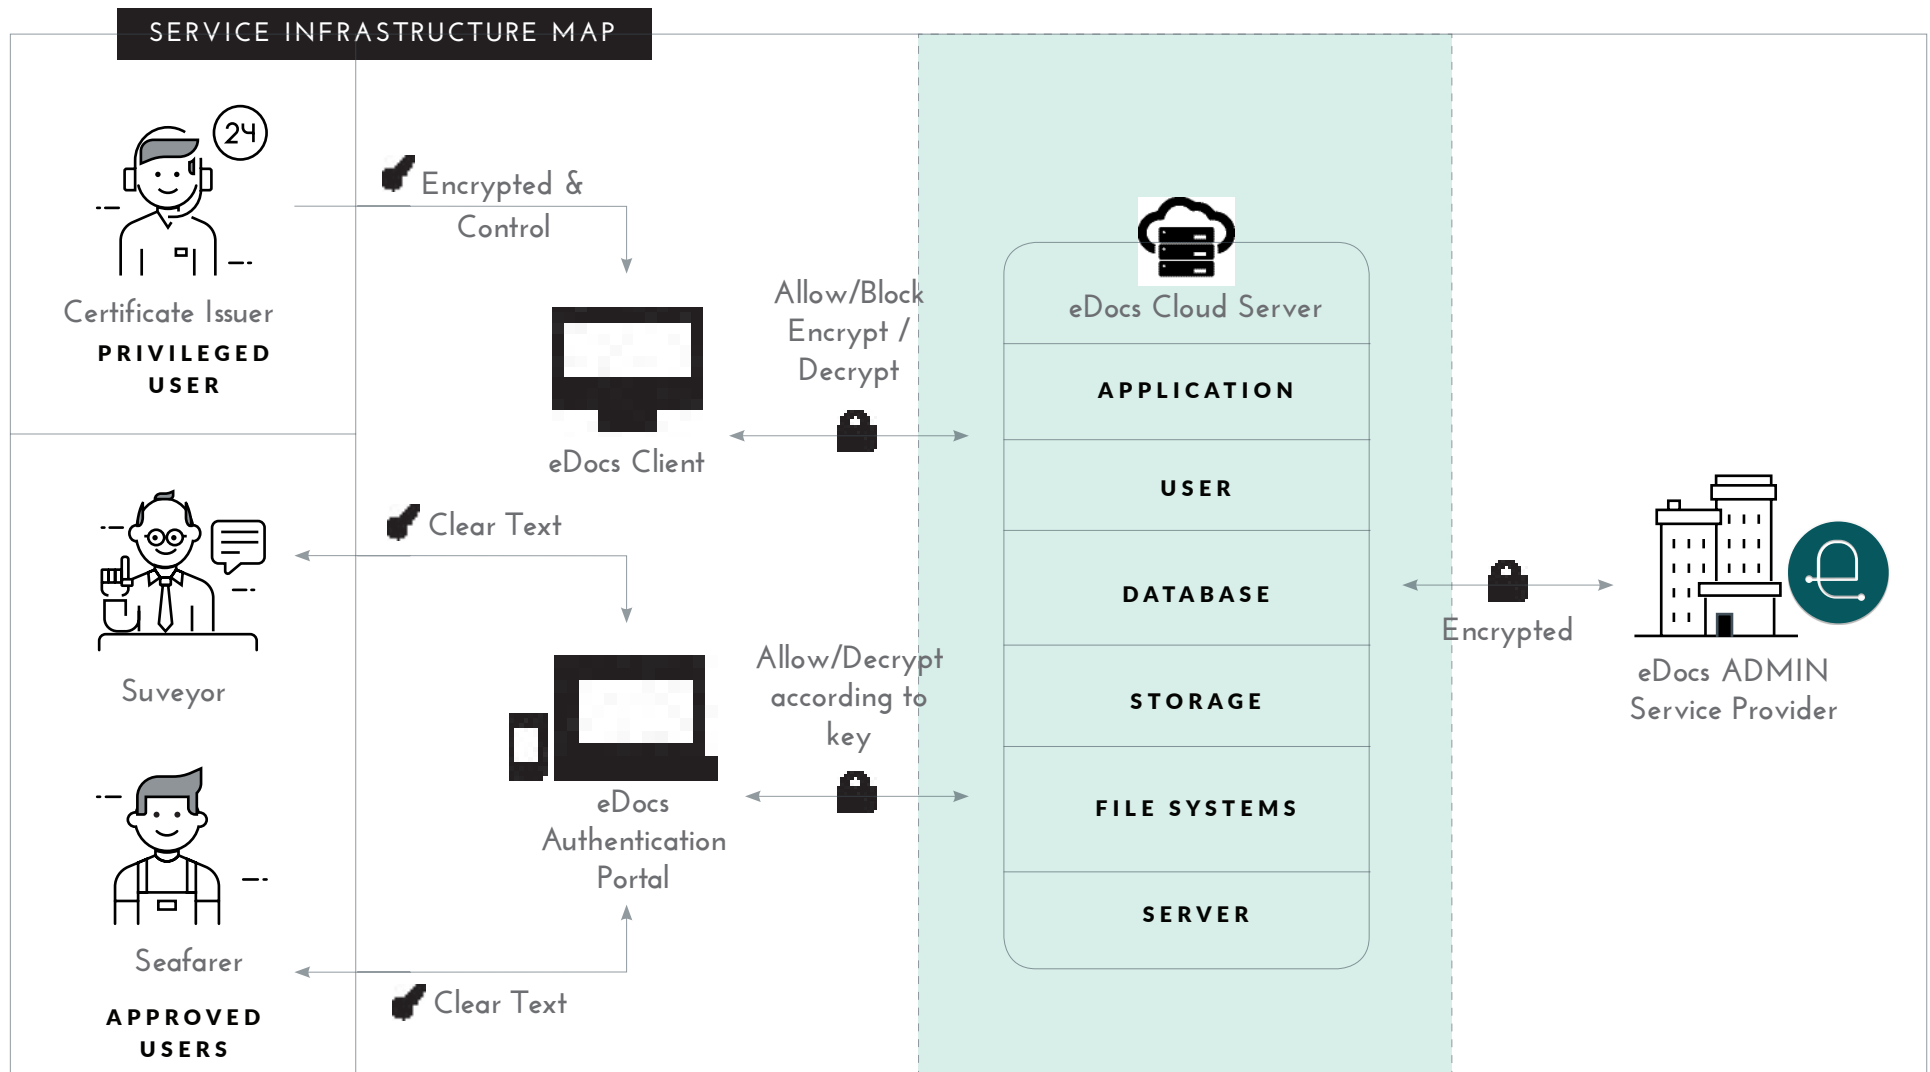 SERVICE INFRASTRUCTURE MAP
24
Certificate Issuer
PRIVILEGED
USER
Encrypted &
Control
eDocs Client
Allow/Block
Encrypt /
Decrypt
Suveyor
Clear Text
eDocs
Authentication
Portal
Allow/Decrypt
according to
key
Seafarer
APPROVED
USERS
Clear Text
eDocs Cloud Server
APPLICATION
USER
DATABASE
STORAGE
FILE SYSTEMS
SERVER
Encrypted
e
eDocs ADMIN
Service Provider